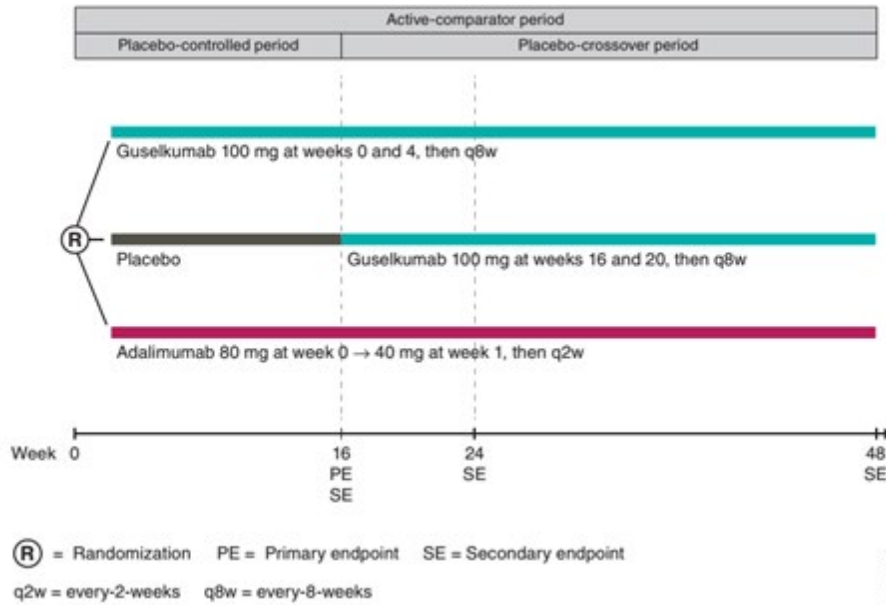 Active-comparator period
Placebo-controlled period
Placebo-crossover period
Guselkumab 100 mg at weeks 0 and 4, then q8w
R
Placebo
Guselkumab 100 mg at weeks 16 and 20, then q8w
Adalimumab 80 mg at week 0 → 40 mg at week 1, then q2w
Week 0 16 24 48
PE SE SE
SE
R = Randomization PE = Primary endpoint SE = Secondary endpoint
q2w = every-2-weeks q8w = every-8-weeks